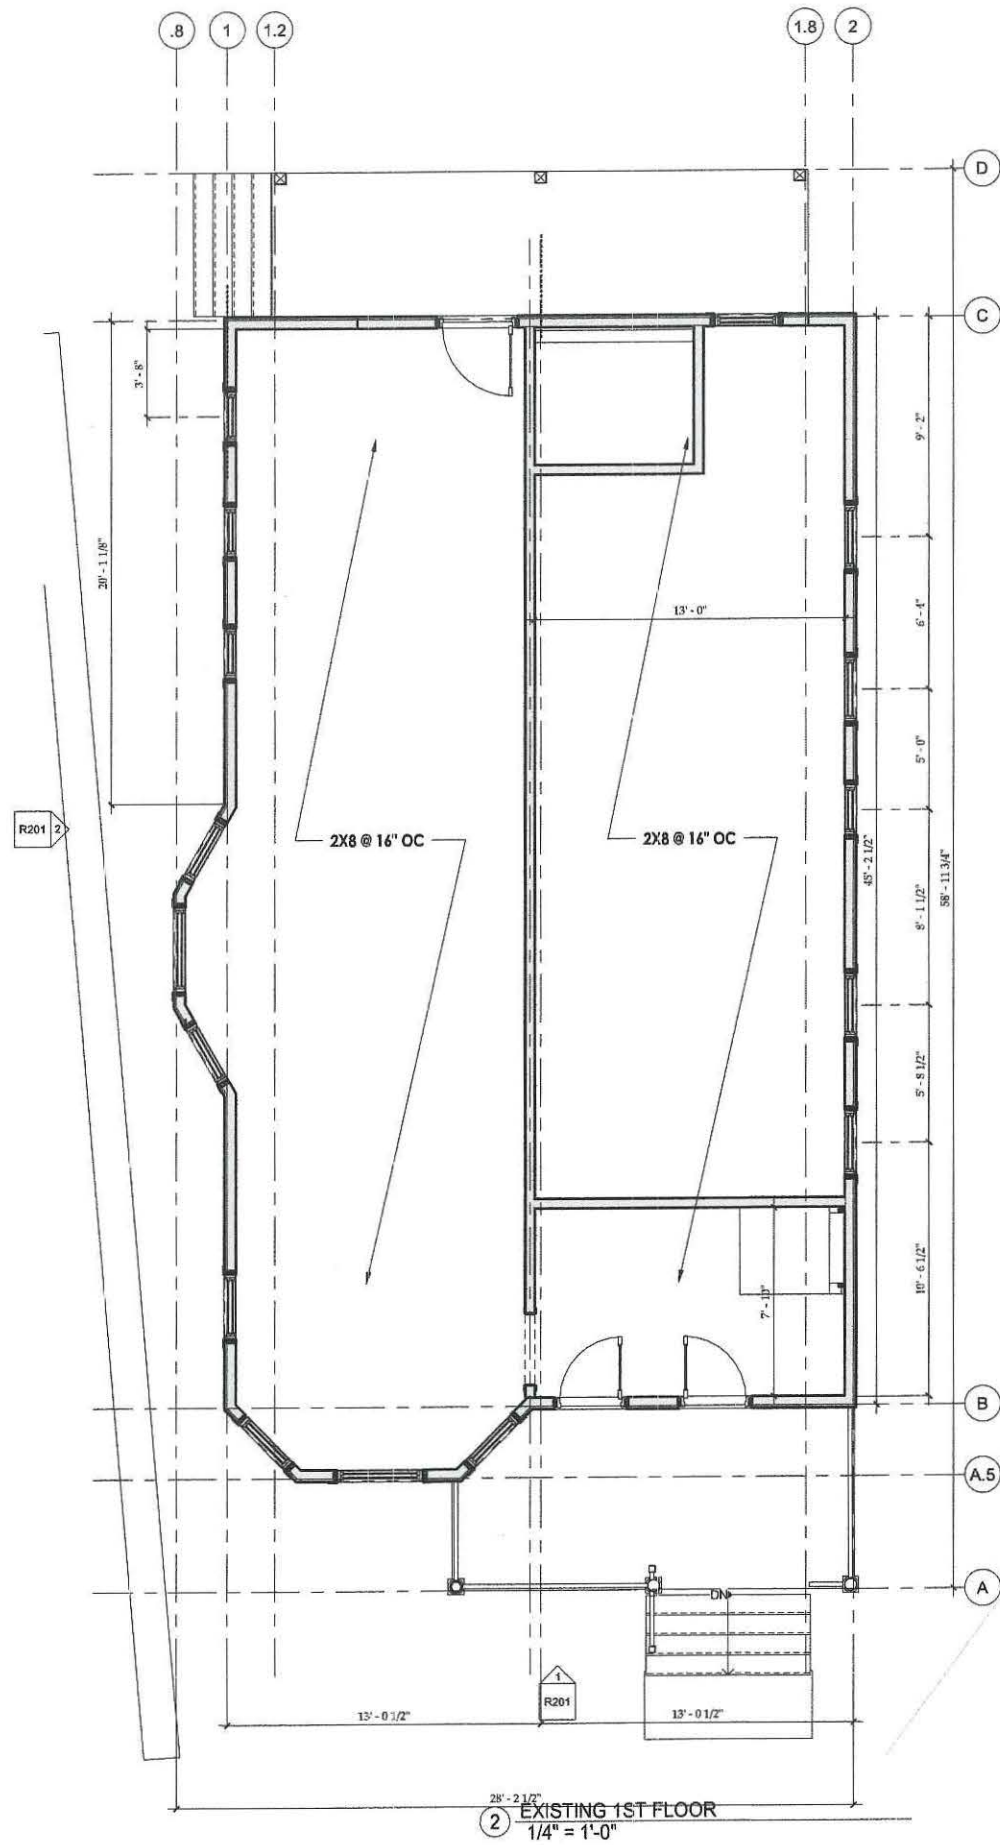 .8
1
1.2
1.8
2
D
C
3' - 8"
9' - 2"
20' - 1 1/8"
13' - 0"
6' - 4"
5' - 0"
R201 2
2X8 @ 16" OC
2X8 @ 16" OC
45' - 2 1/2"
58' - 11 3/4"
8' - 1 1/2"
5' - 8 1/2"
10' - 6 1/2"
7' - 10"
B
A.5
A
DN
1
R201
13' - 0 1/2"
13' - 0 1/2"
28' - 2 1/2"
2 EXISTING 1ST FLOOR
1/4" = 1'-0"